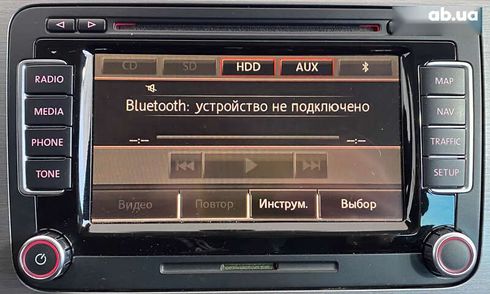 ab.ua
CD SD HDD AUX
RADIO
MEDIA
PHONE
TONE
Bluetooth: устройство не подключено
--:-- --:--
Видео Повтор Инструм. Выбор
MAP
NAV
TRAFFIC
SETUP